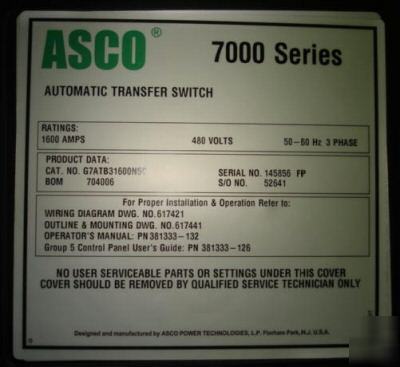 ASCO® 7000 Series
AUTOMATIC TRANSFER SWITCH
RATINGS:
1600 AMPS 480 VOLTS 50-60 Hz 3 PHASE
PRODUCT DATA:
CAT. NO. G7ATB31600N5C SERIAL NO. 145856 FP
BOM 704006 S/O NO. 52641
For Proper Installation & Operation Refer to:
WIRING DIAGRAM DWG. NO.617421
OUTLINE & MOUNTING DWG. NO.617441
OPERATOR'S MANUAL: PN 381333-132
Group 5 Control Panel User's Guide: PN 381333-126
NO USER SERVICEABLE PARTS OR SETTINGS UNDER THIS COVER
COVER SHOULD BE REMOVED BY QUALIFIED SERVICE TECHNICIAN ONLY
Designed and manufactured by ASCO POWER TECHNOLOGIES, L.P. Florham Park, N.J. U.S.A.